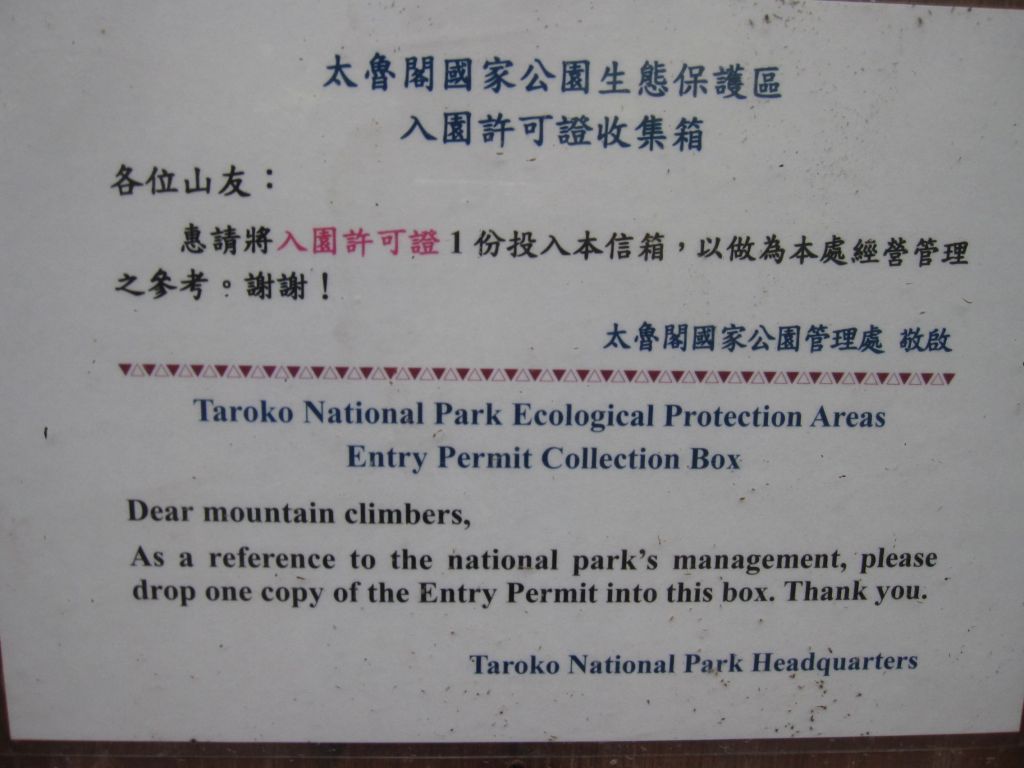 太魯閣國家公園生態保護區
入園許可證收集箱
各位山友：
惠請將入園許可證1份投入本信箱，以做為本處經營管理
之參考。謝謝！
太魯閣國家公園管理處 敬啟
Taroko National Park Ecological Protection Areas
Entry Permit Collection Box
Dear mountain climbers,
As a reference to the national park's management, please
drop one copy of the Entry Permit into this box. Thank you.
Taroko National Park Headquarters